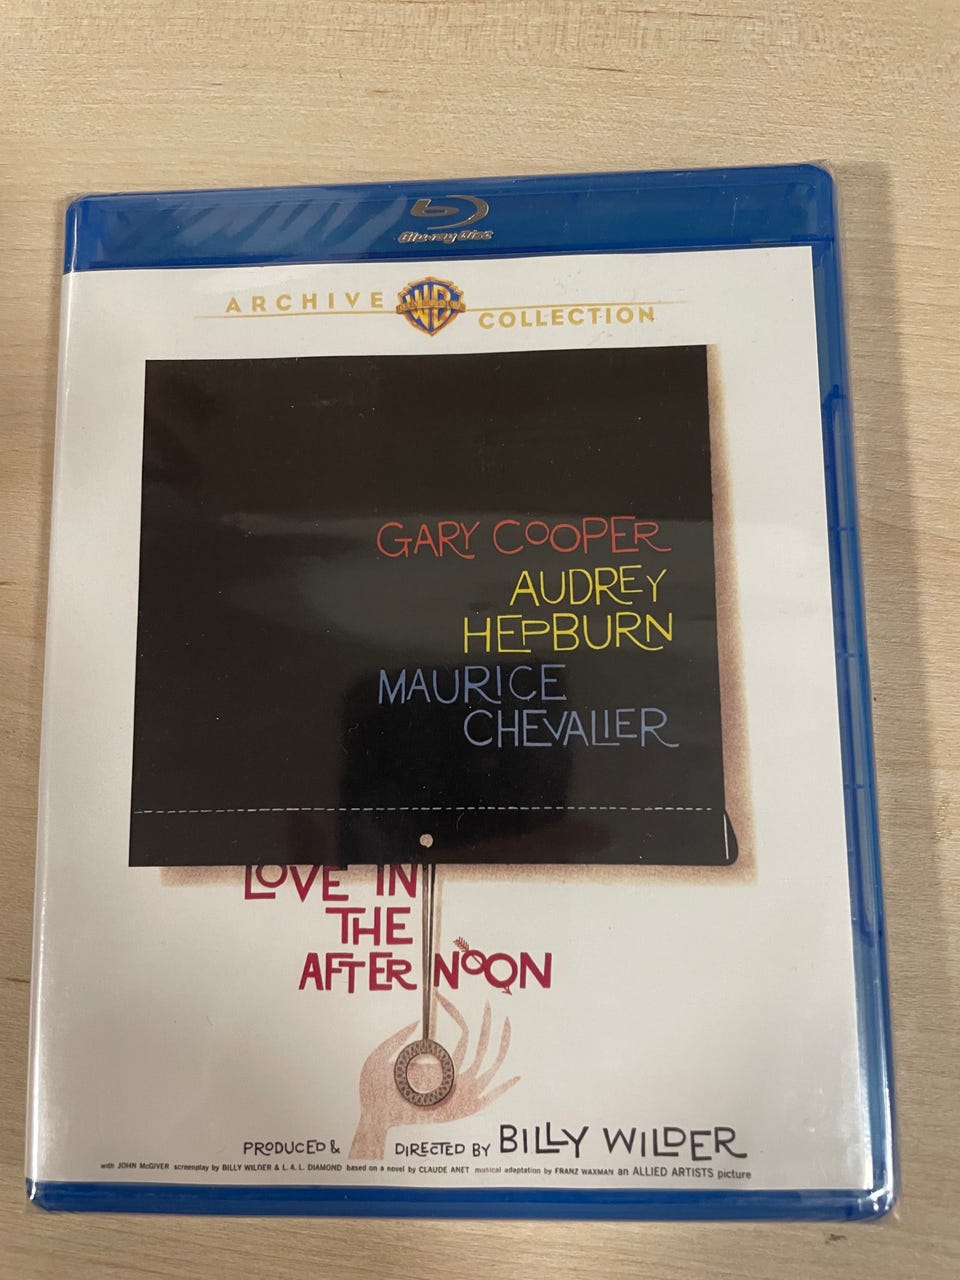 Blu-ray Disc
ARCHIVE WB COLLECTION
GARY COOPER
AUDREY
HEPBURN
MAURICE
CHEVALIER
LOVE IN
THE
AFTERNOON
PRODUCED & DIRECTED BY BILLY WILDER
with JOHN McGIVER screenplay by BILLY WILDER & I. A. L. DIAMOND based on a novel by CLAUDE ANET musical adaptation by FRANZ WAXMAN an ALLIED ARTISTS picture